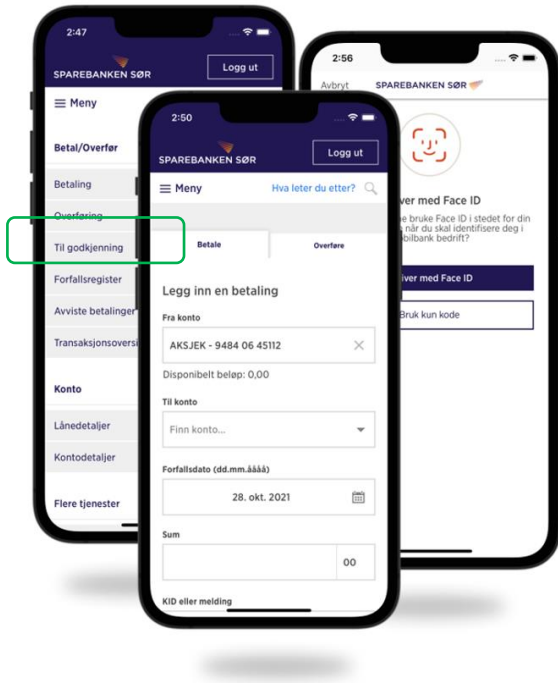 2:47
SPAREBANKEN SØR
Logg ut
Meny
Betal/Overfør
Betaling
Overføring
Til godkjenning
Forfallsregister
Avviste betalinger
Transaksjonsoversi
Konto
Lånedetaljer
Kontodetaljer
Flere tjenester
2:50
SPAREBANKEN SØR
Logg ut
Meny
Hva leter du etter?
Betale
Overføre
Legg inn en betaling
Fra konto
AKSJEK - 9484 06 45112
Disponibelt beløp: 0,00
Til konto
Finn konto...
Forfallsdato (dd.mm.åååå)
28. okt. 2021
Sum
00
KID eller melding
2:56
Avbryt
SPAREBANKEN SØR
ver med Face ID
e bruke Face ID i stedet for din
når du skal identifisere deg i
bilbank bedrift?
iver med Face ID
Bruk kun kode